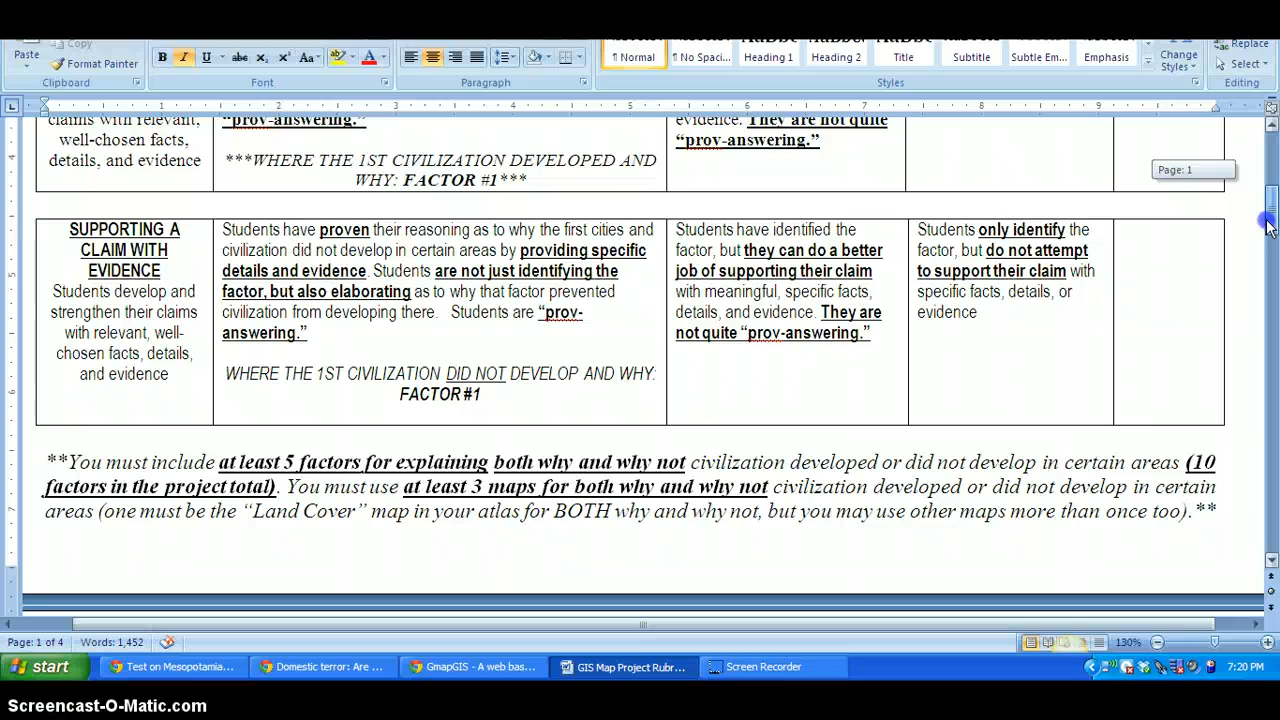 Copy
Replace
Paste
Format Painter
B I U abc x₂ x² Aa A
¶ Normal ¶ No Spaci... Heading 1 Heading 2 Title Subtitle Subtle Em... Emphasis
Change Styles
Select
Clipboard Font Paragraph Styles Editing
1 2 3 4 5 6 7 8 9
claims with relevant,
well-chosen facts,
details, and evidence
"prov-answering."
***WHERE THE 1ST CIVILIZATION DEVELOPED AND
WHY: FACTOR #1***
evidence. They are not quite
"prov-answering."
Page: 1
SUPPORTING A
CLAIM WITH
EVIDENCE
Students develop and
strengthen their claims
with relevant, well-
chosen facts, details,
and evidence
Students have proven their reasoning as to why the first cities and
civilization did not develop in certain areas by providing specific
details and evidence. Students are not just identifying the
factor, but also elaborating as to why that factor prevented
civilization from developing there. Students are "prov-
answering."
WHERE THE 1ST CIVILIZATION DID NOT DEVELOP AND WHY:
FACTOR #1
Students have identified the
factor, but they can do a better
job of supporting their claim
with meaningful, specific facts,
details, and evidence. They are
not quite "prov-answering."
Students only identify the
factor, but do not attempt
to support their claim with
specific facts, details, or
evidence
**You must include at least 5 factors for explaining both why and why not civilization developed or did not develop in certain areas (10
factors in the project total). You must use at least 3 maps for both why and why not civilization developed or did not develop in certain
areas (one must be the "Land Cover" map in your atlas for BOTH why and why not, but you may use other maps more than once too).**
Page: 1 of 4 Words: 1,452 130%
start Test on Mesopotamia... Domestic terror: Are ... GmapGIS - A web bas... GIS Map Project Rubr... Screen Recorder 7:20 PM
Screencast-O-Matic.com